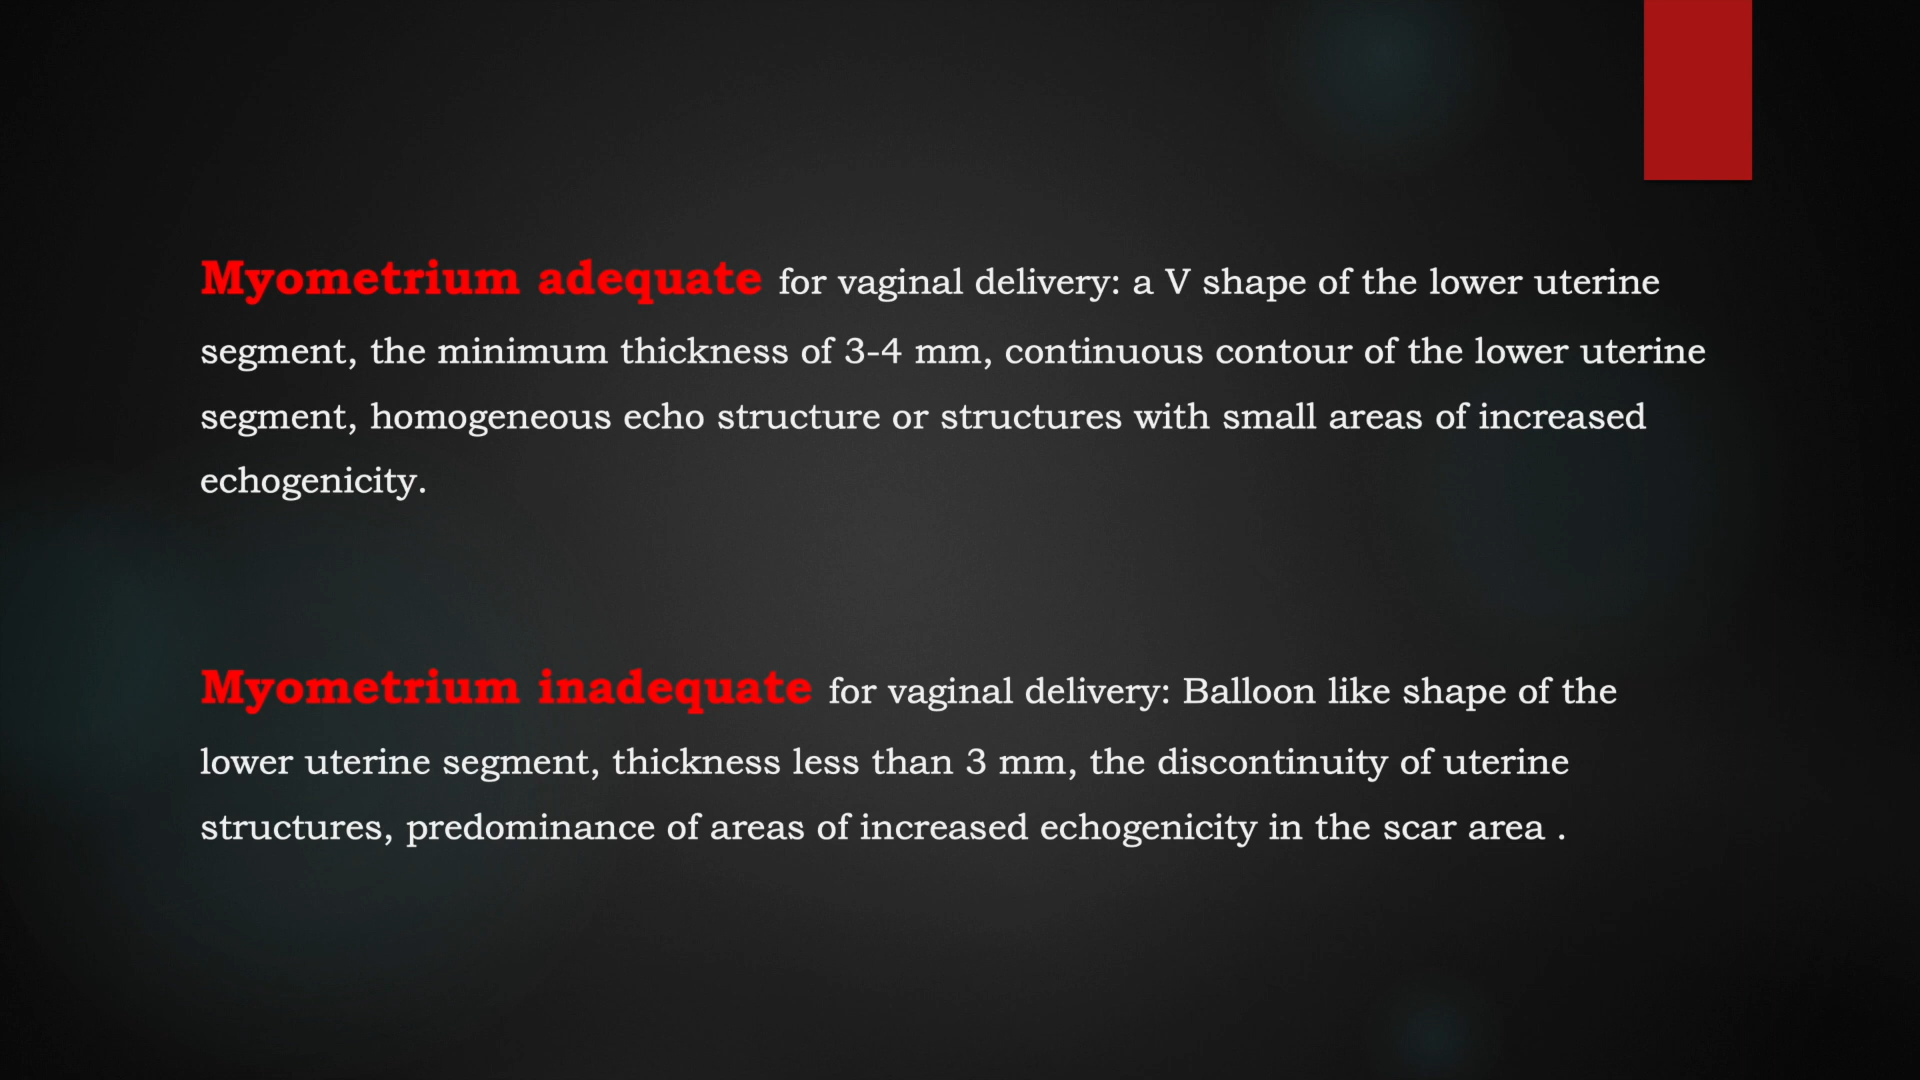 Myometrium adequate for vaginal delivery: a V shape of the lower uterine
segment, the minimum thickness of 3-4 mm, continuous contour of the lower uterine
segment, homogeneous echo structure or structures with small areas of increased
echogenicity.
Myometrium inadequate for vaginal delivery: Balloon like shape of the
lower uterine segment, thickness less than 3 mm, the discontinuity of uterine
structures, predominance of areas of increased echogenicity in the scar area .